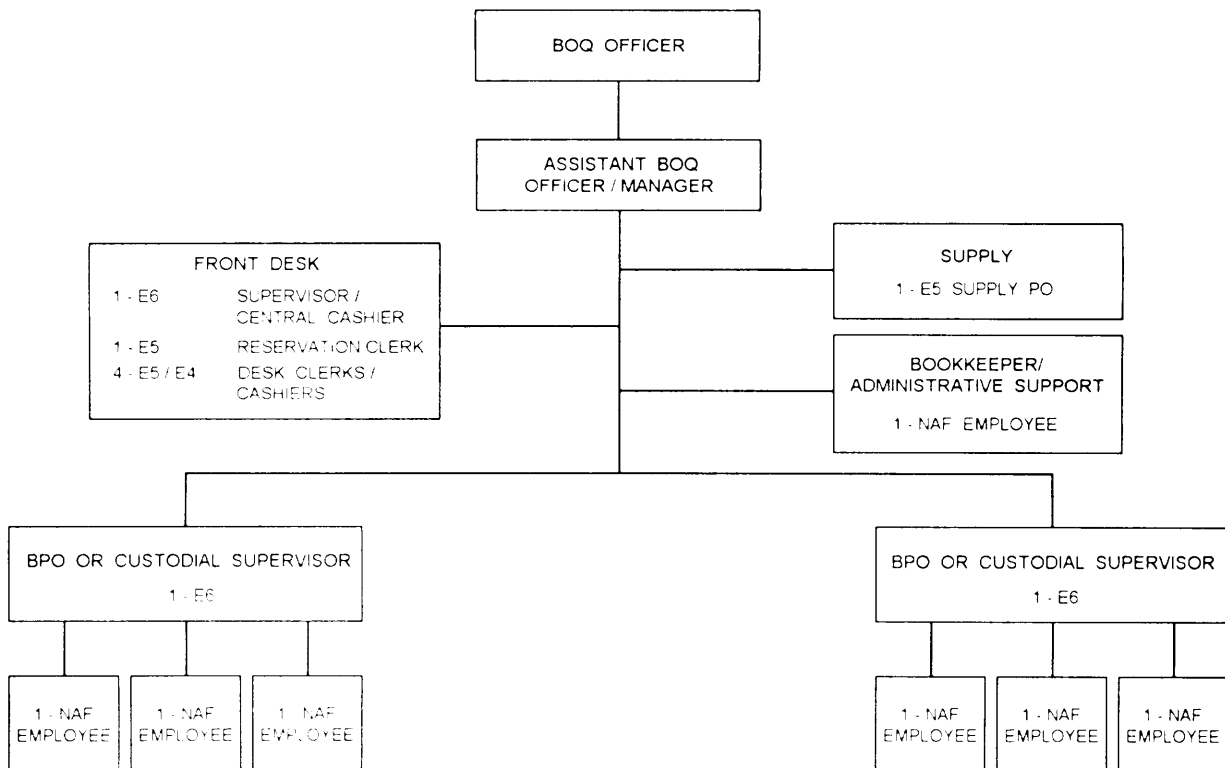 BOQ OFFICER
ASSISTANT BOQ
OFFICER / MANAGER
FRONT DESK
1 - E6 SUPERVISOR /
CENTRAL CASHIER
1 - E5 RESERVATION CLERK
4 - E5 / E4 DESK CLERKS /
CASHIERS
SUPPLY
1 - E5 SUPPLY PO
BOOKKEEPER/
ADMINISTRATIVE SUPPORT
1 - NAF EMPLOYEE
BPO OR CUSTODIAL SUPERVISOR
1 - E6
BPO OR CUSTODIAL SUPERVISOR
1 - E6
1 - NAF
EMPLOYEE
1 - NAF
EMPLOYEE
1 - NAF
EMPLOYEE
1 - NAF
EMPLOYEE
1 - NAF
EMPLOYEE
1 - NAF
EMPLOYEE